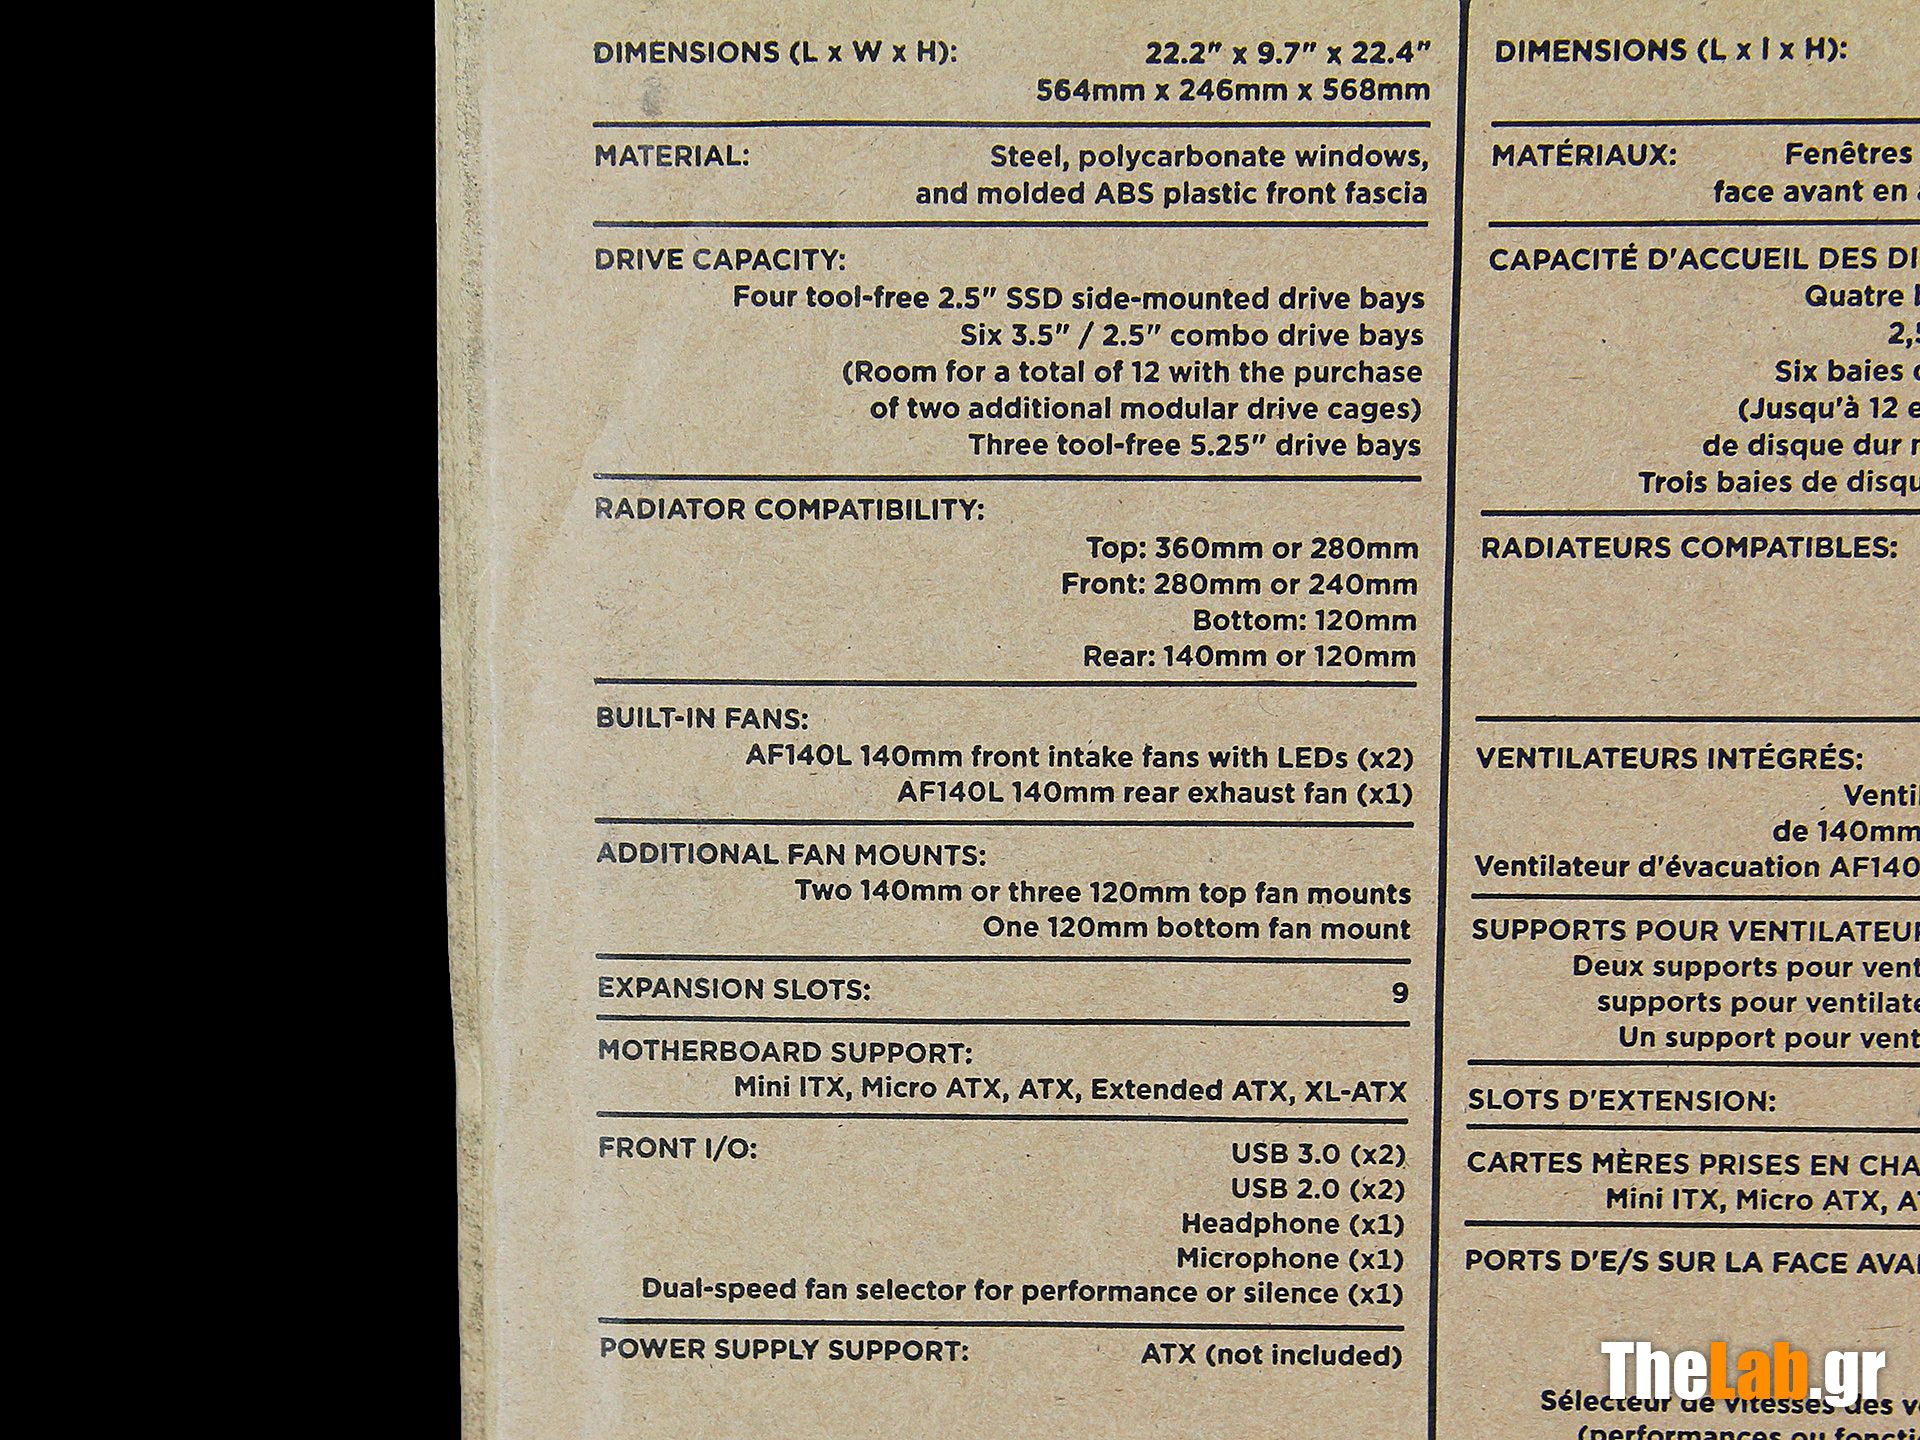 DIMENSIONS (L x W x H): 22.2" x 9.7" x 22.4"
564mm x 246mm x 568mm
MATERIAL: Steel, polycarbonate windows,
and molded ABS plastic front fascia
DRIVE CAPACITY:
Four tool-free 2.5" SSD side-mounted drive bays
Six 3.5" / 2.5" combo drive bays
(Room for a total of 12 with the purchase
of two additional modular drive cages)
Three tool-free 5.25" drive bays
RADIATOR COMPATIBILITY:
Top: 360mm or 280mm
Front: 280mm or 240mm
Bottom: 120mm
Rear: 140mm or 120mm
BUILT-IN FANS:
AF140L 140mm front intake fans with LEDs (x2)
AF140L 140mm rear exhaust fan (x1)
ADDITIONAL FAN MOUNTS:
Two 140mm or three 120mm top fan mounts
One 120mm bottom fan mount
EXPANSION SLOTS: 9
MOTHERBOARD SUPPORT:
Mini ITX, Micro ATX, ATX, Extended ATX, XL-ATX
FRONT I/O: USB 3.0 (x2)
USB 2.0 (x2)
Headphone (x1)
Microphone (x1)
Dual-speed fan selector for performance or silence (x1)
POWER SUPPLY SUPPORT: ATX (not included)
DIMENSIONS (L x l x H):
MATÉRIAUX: Fenêtres
face avant en
CAPACITÉ D'ACCUEIL DES
Quatre
Six baies
(Jusqu'à 12
de disque dur
Trois baies de
RADIATEURS COMPATIBLES:
VENTILATEURS INTÉGRÉS:
de 140mm
Ventilateur d'évacuation AF140
SUPPORTS POUR
Deux supports pour
supports pour
Un support pour
SLOTS D'EXTENSION:
CARTES MÈRES PRISES EN
Mini ITX, Micro ATX,
PORTS D'E/S SUR LA FACE
Sélecteur de vitesses des
(performances ou
TheLab.gr